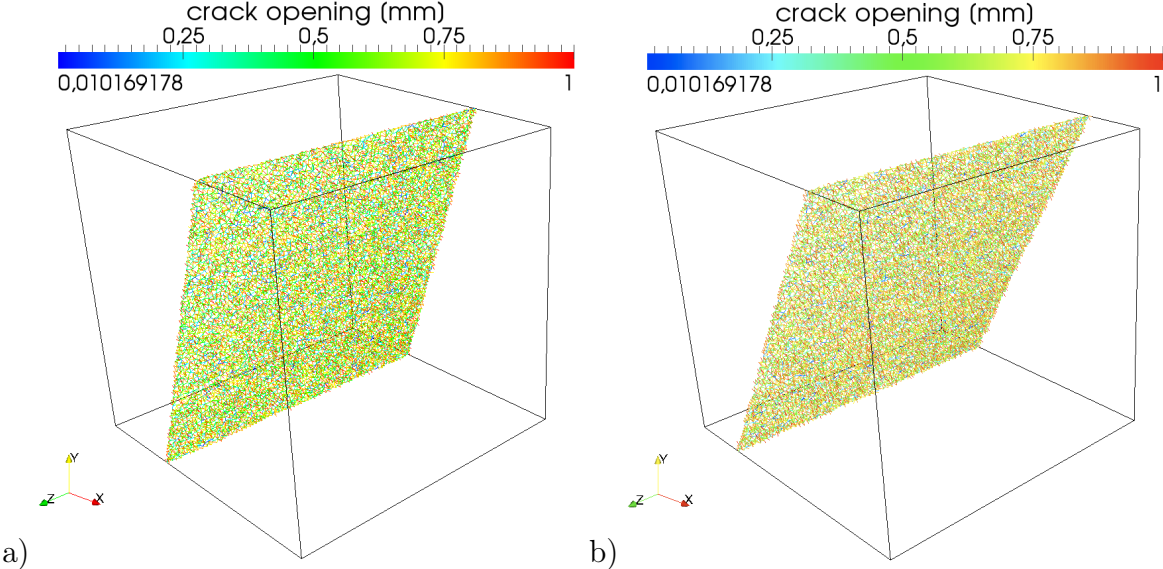 crack opening (mm)
0,25 0,5 0,75
0,010169178 1
Y
Z X
a)
crack opening (mm)
0,25 0,5 0,75
0,010169178 1
Y
Z X
b)